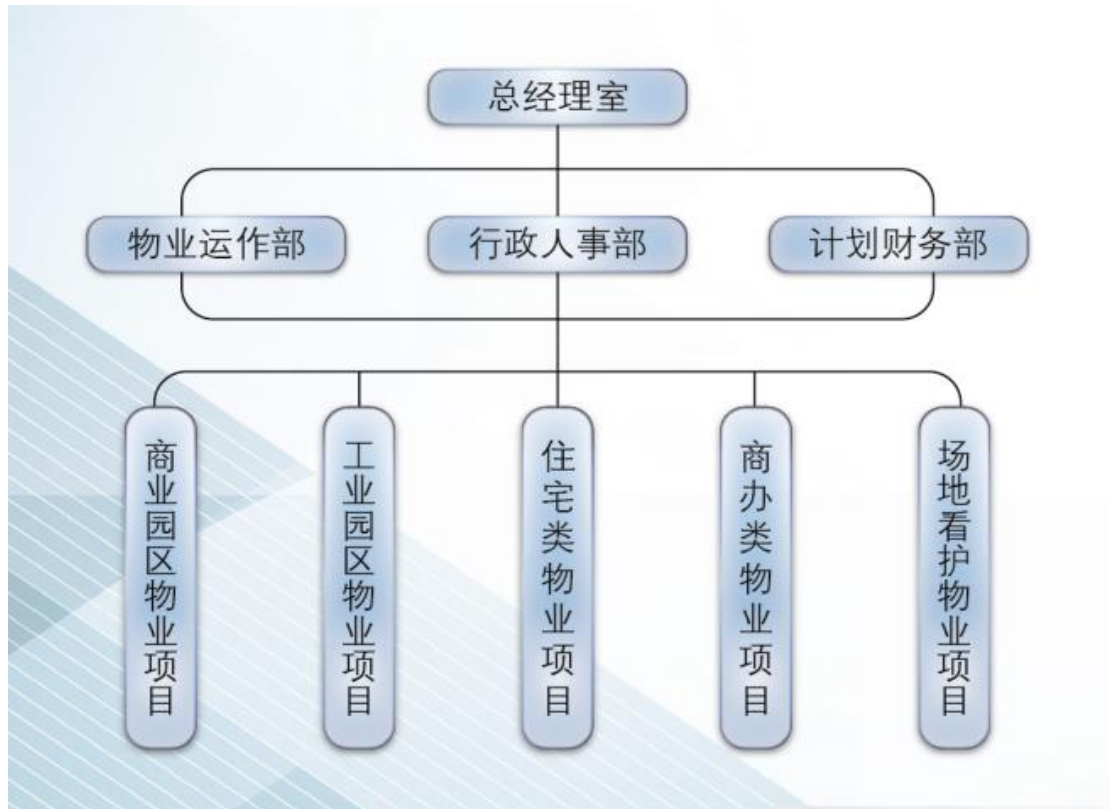 总经理室
物业运作部
行政人事部
计划财务部
商业园区物业项目
工业园区物业项目
住宅类物业项目
商办类物业项目
场地看护物业项目